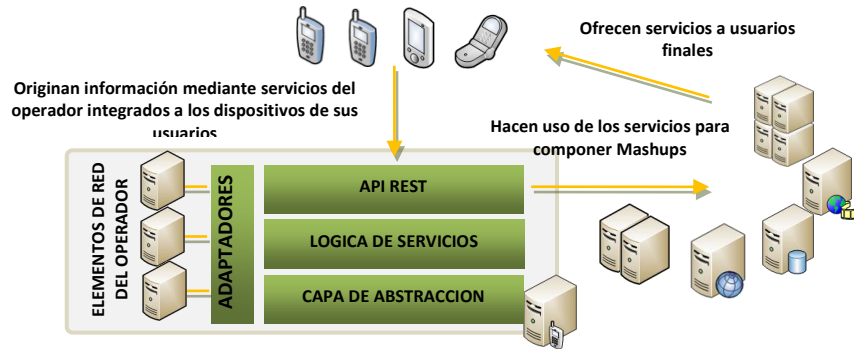 Ofrecen servicios a usuarios
finales
Originan información mediante servicios del
operador integrados a los dispositivos de sus
usuarios
Hacen uso de los servicios para
componer Mashups
ELEMENTOS DE RED
DEL OPERADOR
ADAPTADORES
API REST
LOGICA DE SERVICIOS
CAPA DE ABSTRACCION